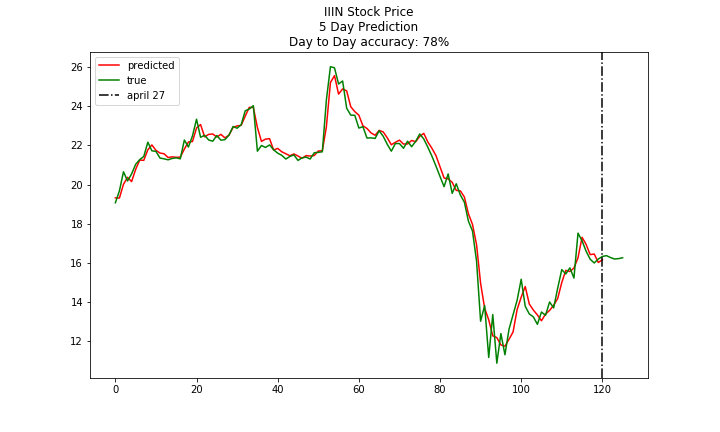 IIIN Stock Price
5 Day Prediction
Day to Day accuracy: 78%
predicted
true
april 27
26
24
22
20
18
16
14
12
0
20
40
60
80
100
120